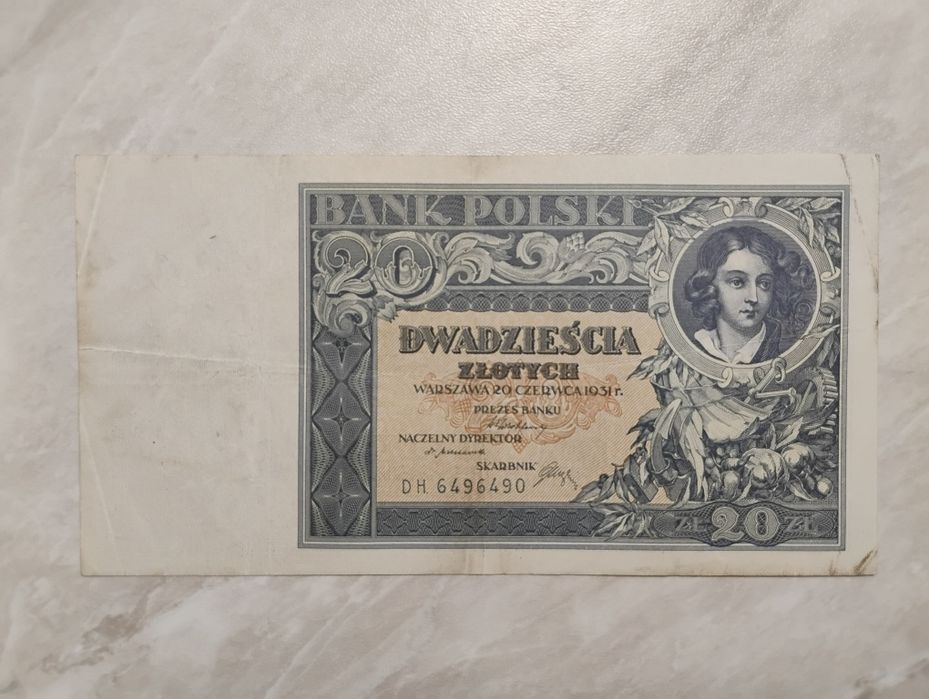 BANK POLSKI
20
DWADZIEŚCIA
ZŁOTYCH
WARSZAWA 20 CZERWCA 1931 r.
PREZES BANKU
NACZELNY DYREKTOR
SKARBNIK
DH. 6496490
ZŁ 20 ZŁ